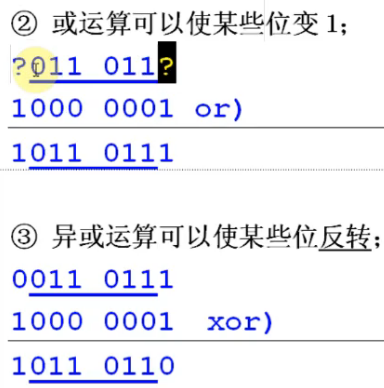 ② 或运算可以使某些位变1;
?011 011?
1000 0001 or)
1011 0111
③ 异或运算可以使某些位反转;
0011 0111
1000 0001 xor)
1011 0110